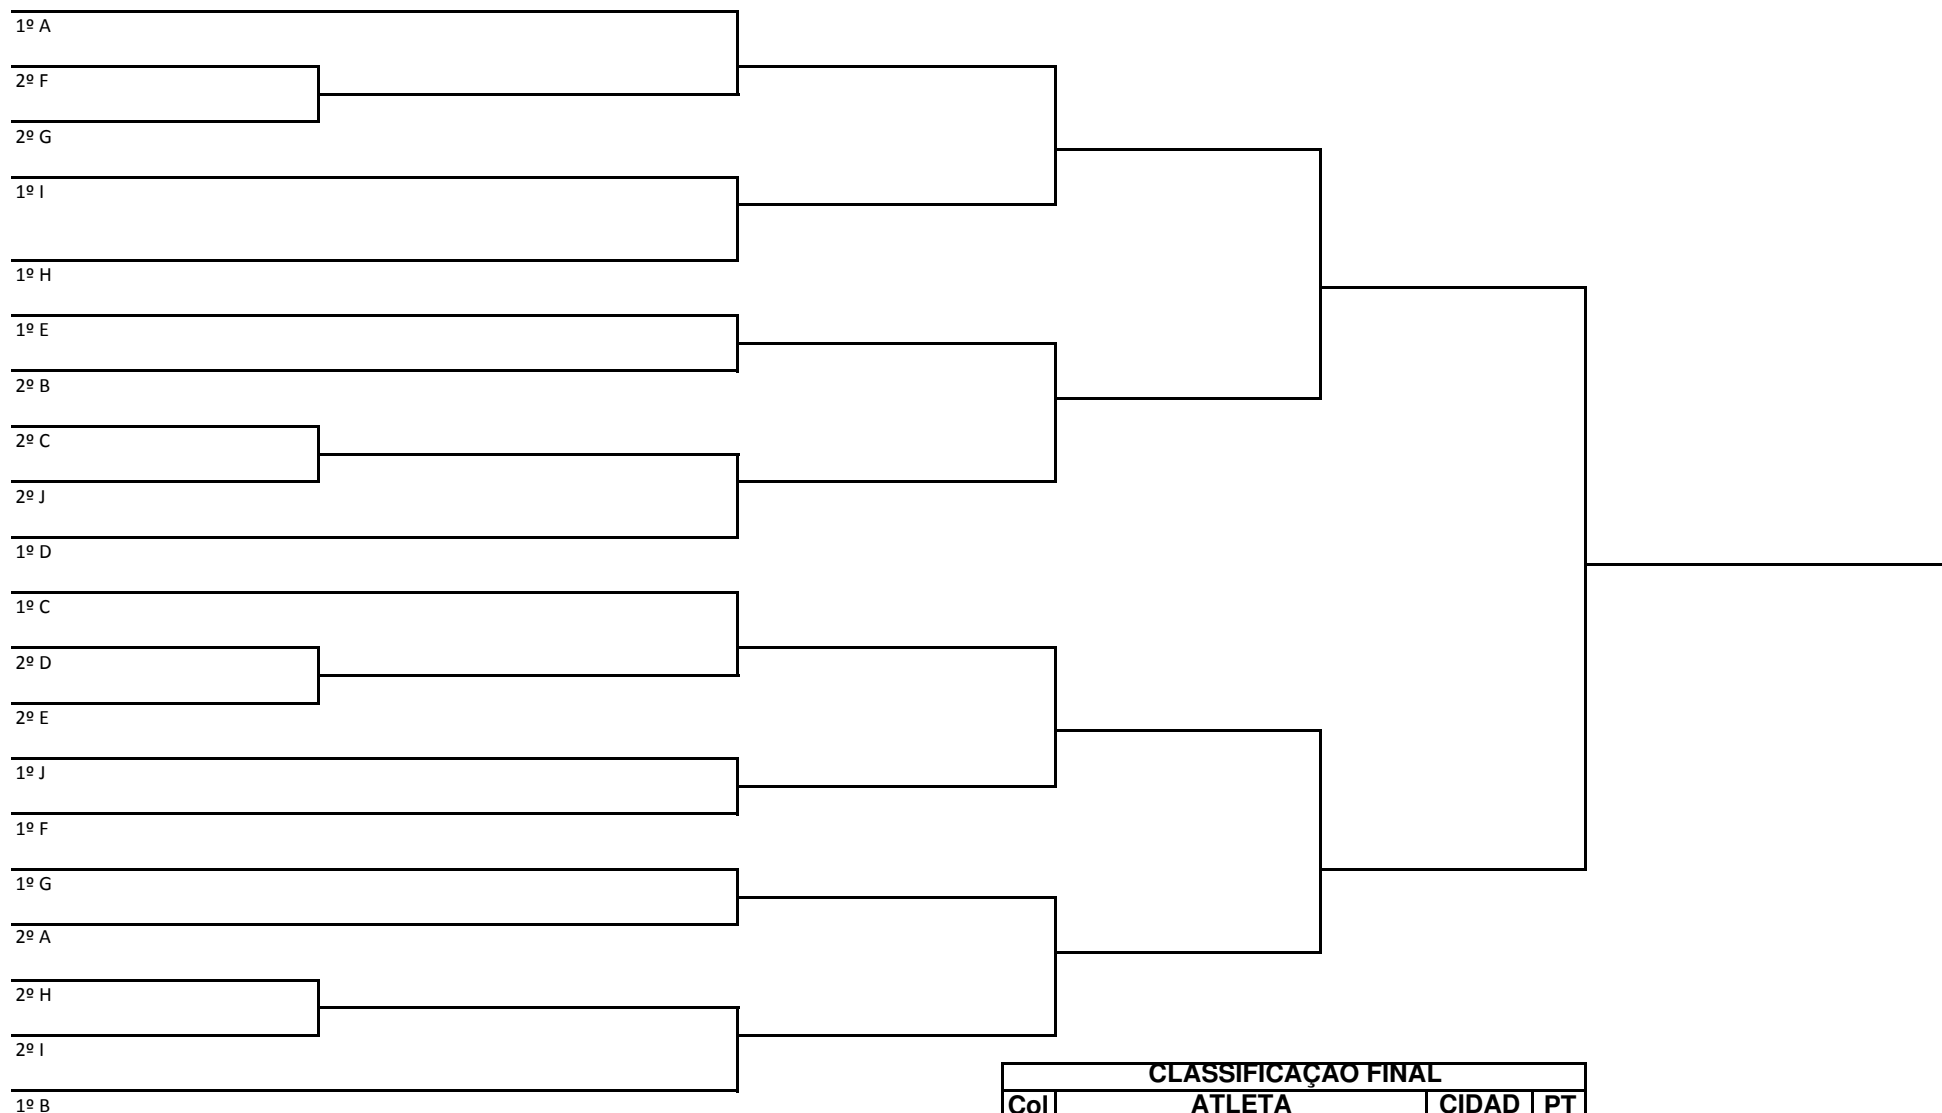 1º A
2º F
2º G
1º I
1º H
1º E
2º B
2º C
2º J
1º D
1º C
2º D
2º E
1º J
1º F
1º G
2º A
2º H
2º I
1º B
CLASSIFICAÇÃO FINAL
Col ATLETA CIDAD PT